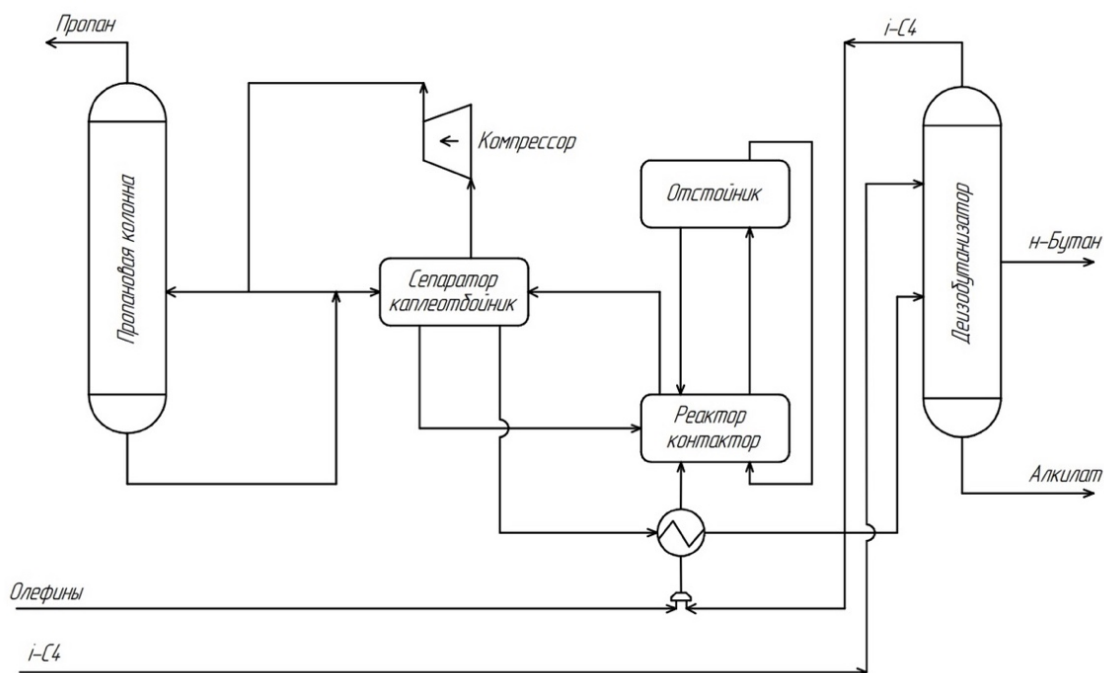 Пропан
i-C4
Компрессор
Отстойник
Пропановая колонна
Сепаратор
каплеотбойник
Деизобутанизатор
н-Бутан
Реактор
контактор
Алкилат
Олефины
i-C4